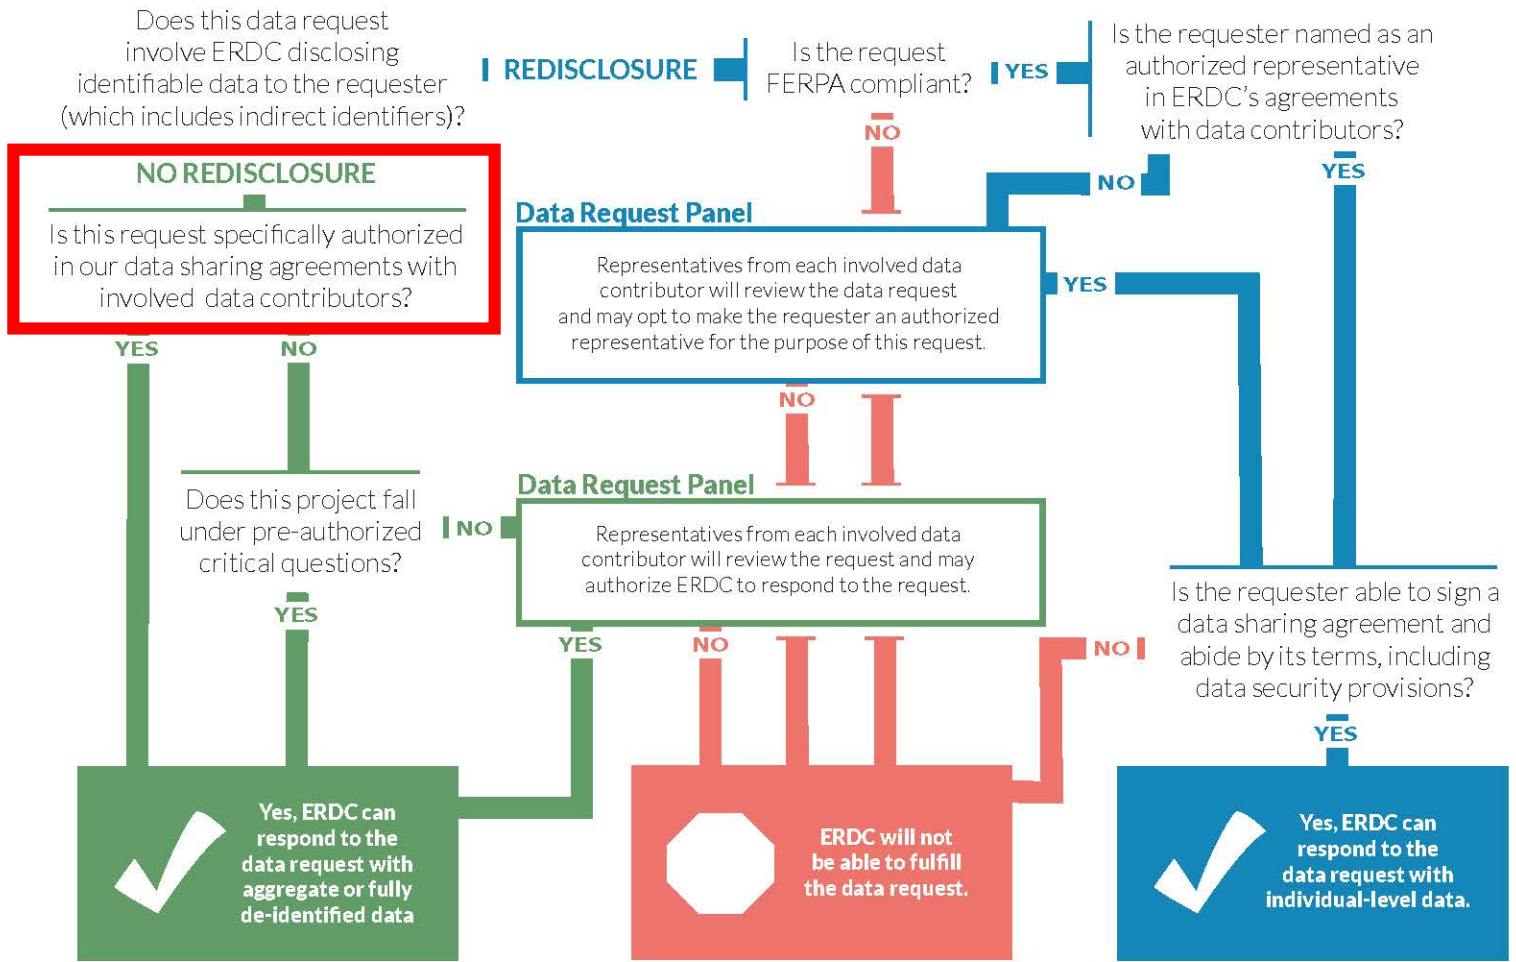 Does this data request
involve ERDC disclosing
identifiable data to the requester
(which includes indirect identifiers)?
REDISCLOSURE
Is the request
FERPA compliant?
YES
Is the requester named as an
authorized representative
in ERDC's agreements
with data contributors?
NO
NO
YES
NO REDISCLOSURE
Is this request specifically authorized
in our data sharing agreements with
involved data contributors?
Data Request Panel
Representatives from each involved data
contributor will review the data request
and may opt to make the requester an authorized
representative for the purpose of this request.
YES
YES
NO
NO
Does this project fall
under pre-authorized
critical questions?
NO
Data Request Panel
Representatives from each involved data
contributor will review the request and may
authorize ERDC to respond to the request.
YES
YES
NO
NO
Is the requester able to sign a
data sharing agreement and
abide by its terms, including
data security provisions?
YES
Yes, ERDC can
respond to the
data request with
aggregate or fully
de-identified data
ERDC will not
be able to fulfill
the data request.
Yes, ERDC can
respond to the
data request with
individual-level data.